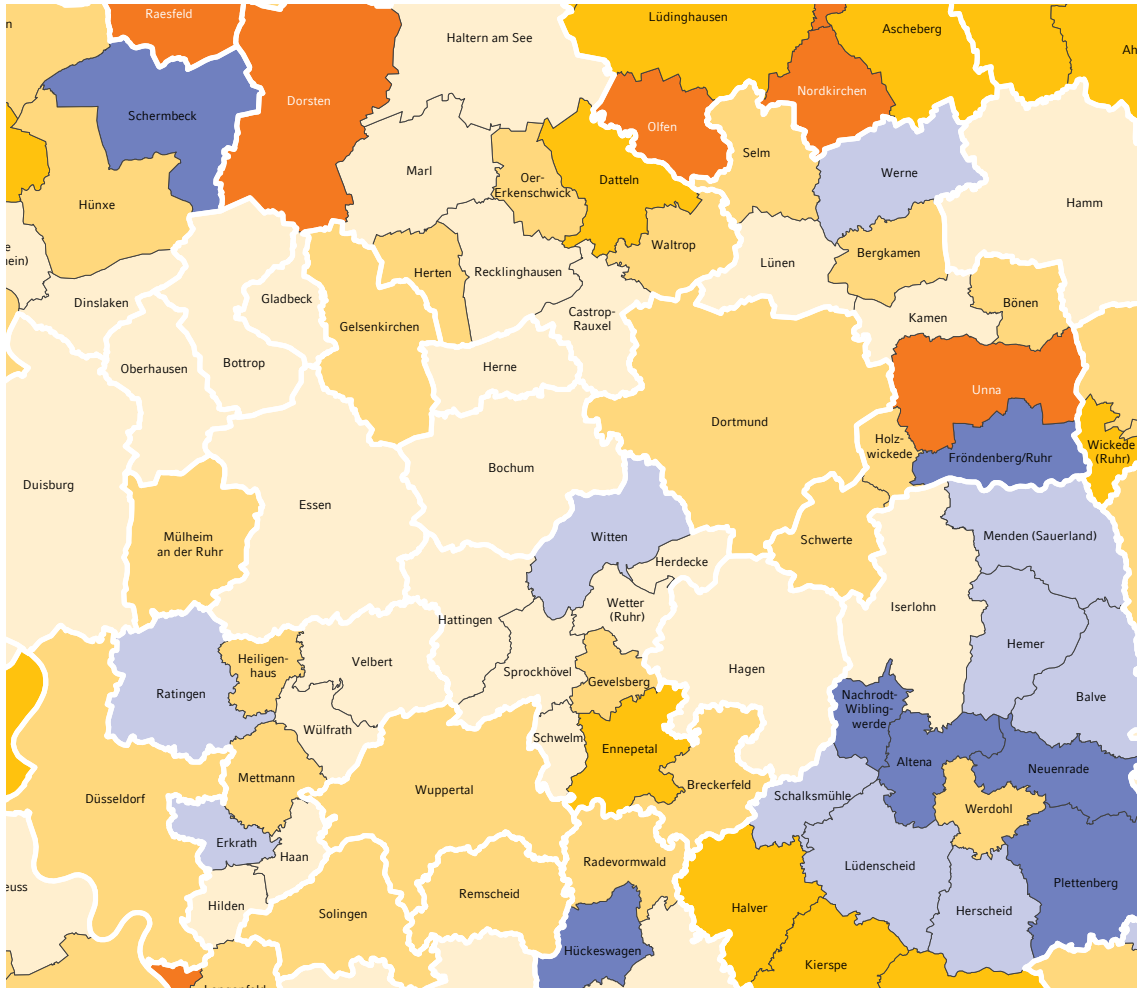 Raesfeld
Lüdinghausen
Ascheberg
Haltern am See
Ah
n
Dorsten
Nordkirchen
Schermbeck
Olfen
Selm
Marl
Oer-
Erkenschwick
Datteln
Werne
Hünxe
Hamm
Waltrop
e
ein)
Herten
Recklinghausen
Lünen
Bergkamen
Dinslaken
Gladbeck
Bönen
Gelsenkirchen
Castrop-
Rauxel
Kamen
Oberhausen
Bottrop
Herne
Unna
Dortmund
Holz-
wickede
Wickede
(Ruhr)
Fröndenberg/Ruhr
Bochum
Duisburg
Essen
Mülheim
an der Ruhr
Witten
Schwerte
Menden (Sauerland)
Herdecke
Iserlohn
Wetter
(Ruhr)
Hattingen
Hemer
Heiligen-
haus
Velbert
Sprockhövel
Hagen
Gevelsberg
Ratingen
Nachrodt-
Wibling-
werde
Balve
Wülfrath
Schwelm
Ennepetal
Altena
Neuenrade
Mettmann
Düsseldorf
Wuppertal
Breckerfeld
Schalksmühle
Werdohl
Erkrath
Haan
Radevormwald
Lüdenscheid
Plettenberg
euss
Hilden
Solingen
Remscheid
Halver
Herscheid
Hückeswagen
Kierspe